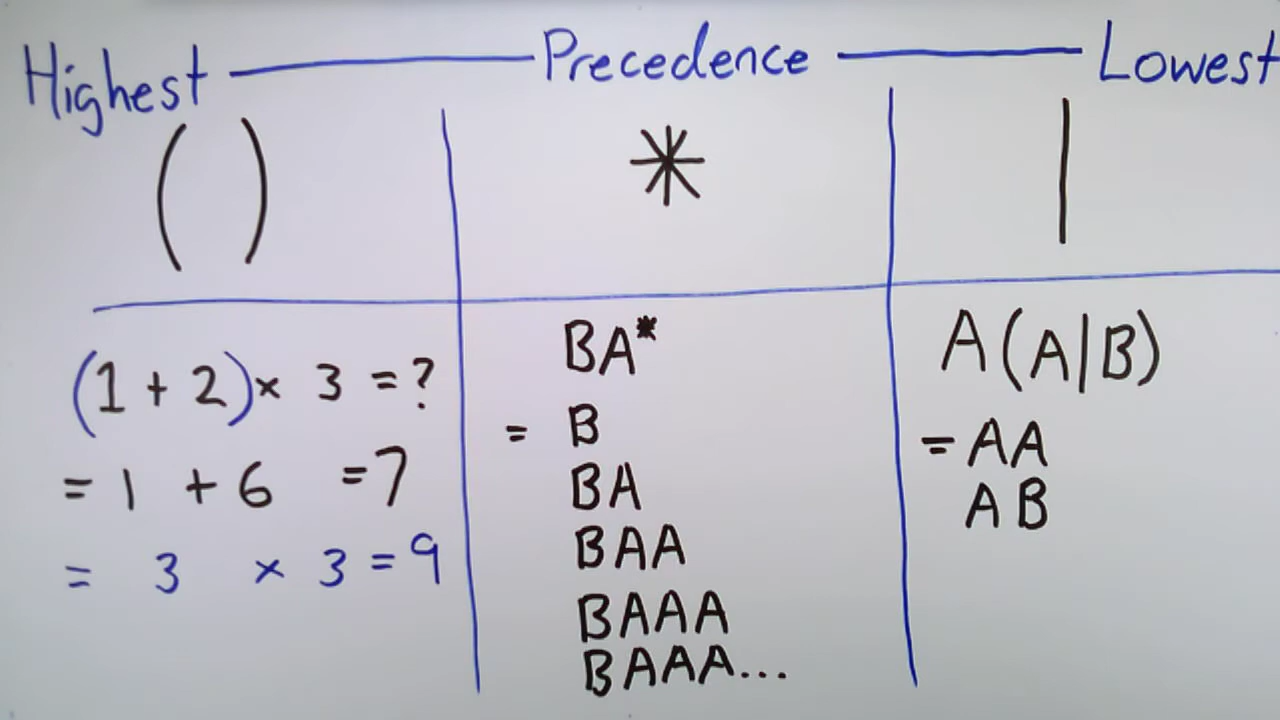 Highest — Precedence — Lowest
( ) * |
(1 + 2) × 3 = ?
= 1 + 6 = 7
= 3 × 3 = 9
BA*
= B
BA
BAA
BAAA
BAAA...
A(A|B)
= AA
AB